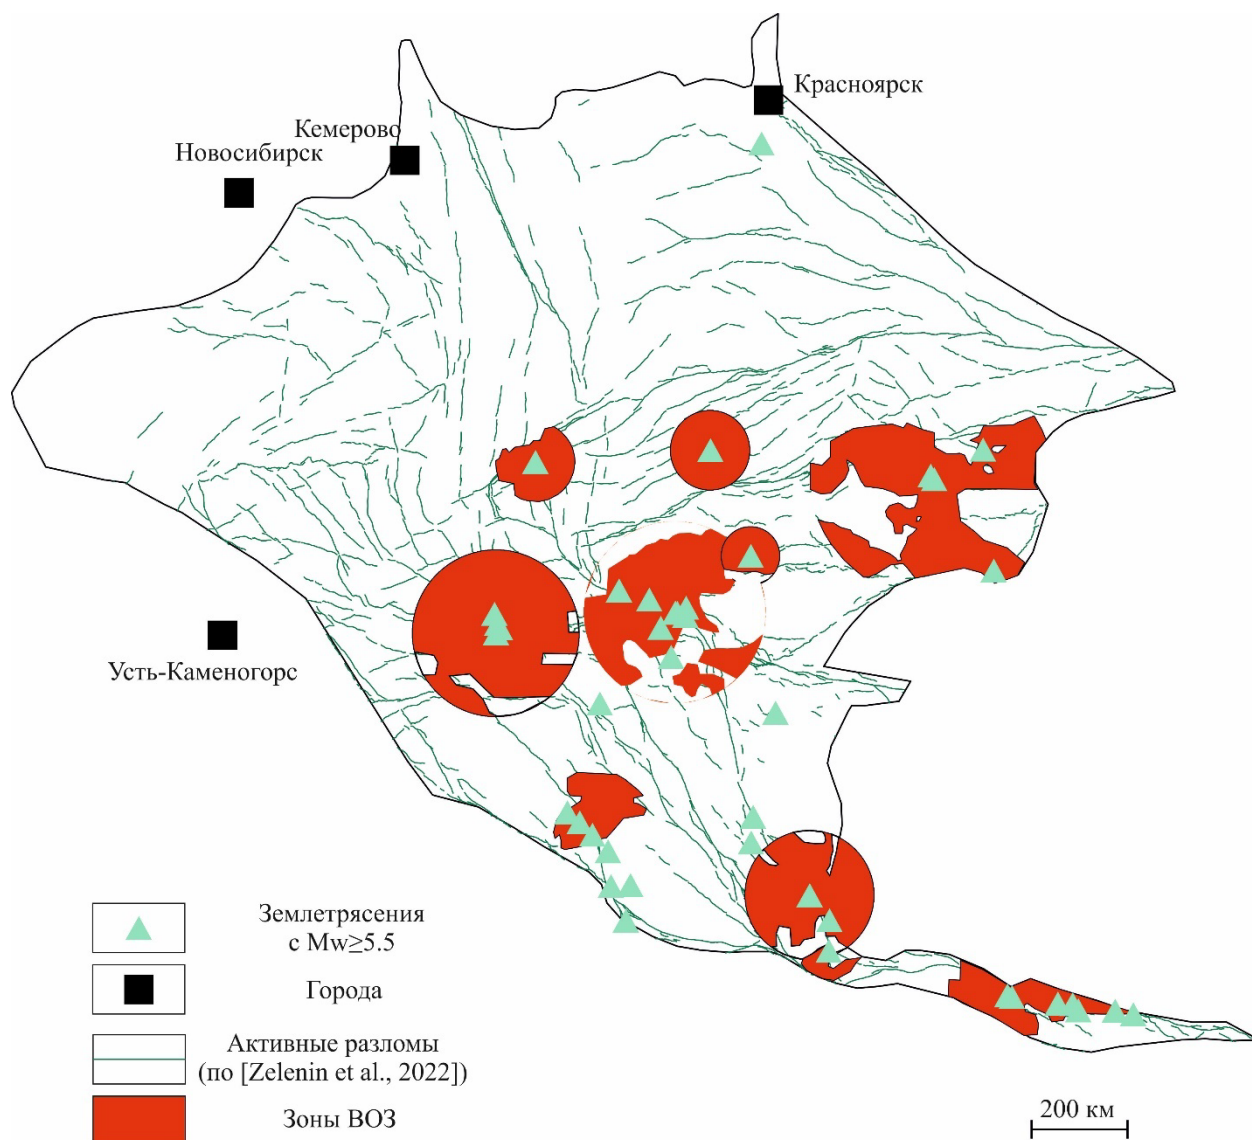 Красноярск
Кемерово
Новосибирск
Усть-Каменогорс
Землетрясения
с Mw≥5.5
Города
Активные разломы
(по [Zelenin et al., 2022])
Зоны ВОЗ
200 км